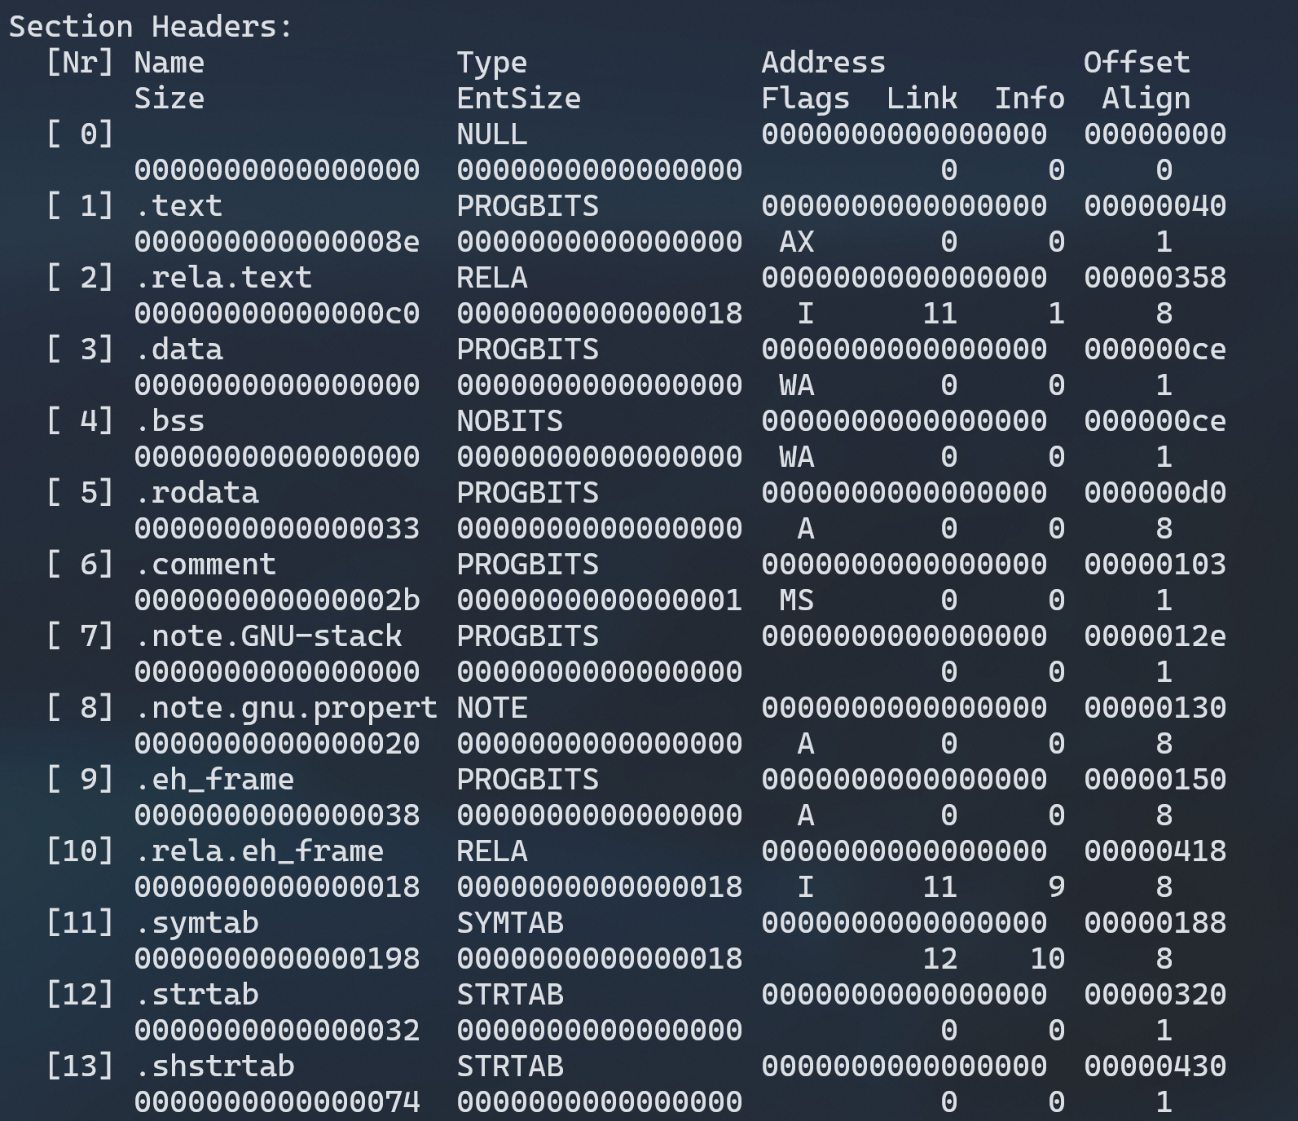 Section Headers:
  [Nr] Name              Type             Address           Offset
       Size              EntSize          Flags  Link  Info  Align
  [ 0]                   NULL             0000000000000000  00000000
       0000000000000000  0000000000000000           0     0     0
  [ 1] .text             PROGBITS         0000000000000000  00000040
       000000000000008e  0000000000000000  AX       0     0     1
  [ 2] .rela.text        RELA             0000000000000000  00000358
       00000000000000c0  0000000000000018   I      11     1     8
  [ 3] .data             PROGBITS         0000000000000000  000000ce
       0000000000000000  0000000000000000  WA       0     0     1
  [ 4] .bss              NOBITS           0000000000000000  000000ce
       0000000000000000  0000000000000000  WA       0     0     1
  [ 5] .rodata           PROGBITS         0000000000000000  000000d0
       0000000000000033  0000000000000000   A       0     0     8
  [ 6] .comment          PROGBITS         0000000000000000  00000103
       000000000000002b  0000000000000001  MS       0     0     1
  [ 7] .note.GNU-stack   PROGBITS         0000000000000000  0000012e
       0000000000000000  0000000000000000           0     0     1
  [ 8] .note.gnu.propert NOTE             0000000000000000  00000130
       0000000000000020  0000000000000000   A       0     0     8
  [ 9] .eh_frame         PROGBITS         0000000000000000  00000150
       0000000000000038  0000000000000000   A       0     0     8
  [10] .rela.eh_frame    RELA             0000000000000000  00000418
       0000000000000018  0000000000000018   I      11     9     8
  [11] .symtab           SYMTAB           0000000000000000  00000188
       0000000000000198  0000000000000018          12    10     8
  [12] .strtab           STRTAB           0000000000000000  00000320
       0000000000000032  0000000000000000           0     0     1
  [13] .shstrtab         STRTAB           0000000000000000  00000430
       0000000000000074  0000000000000000           0     0     1